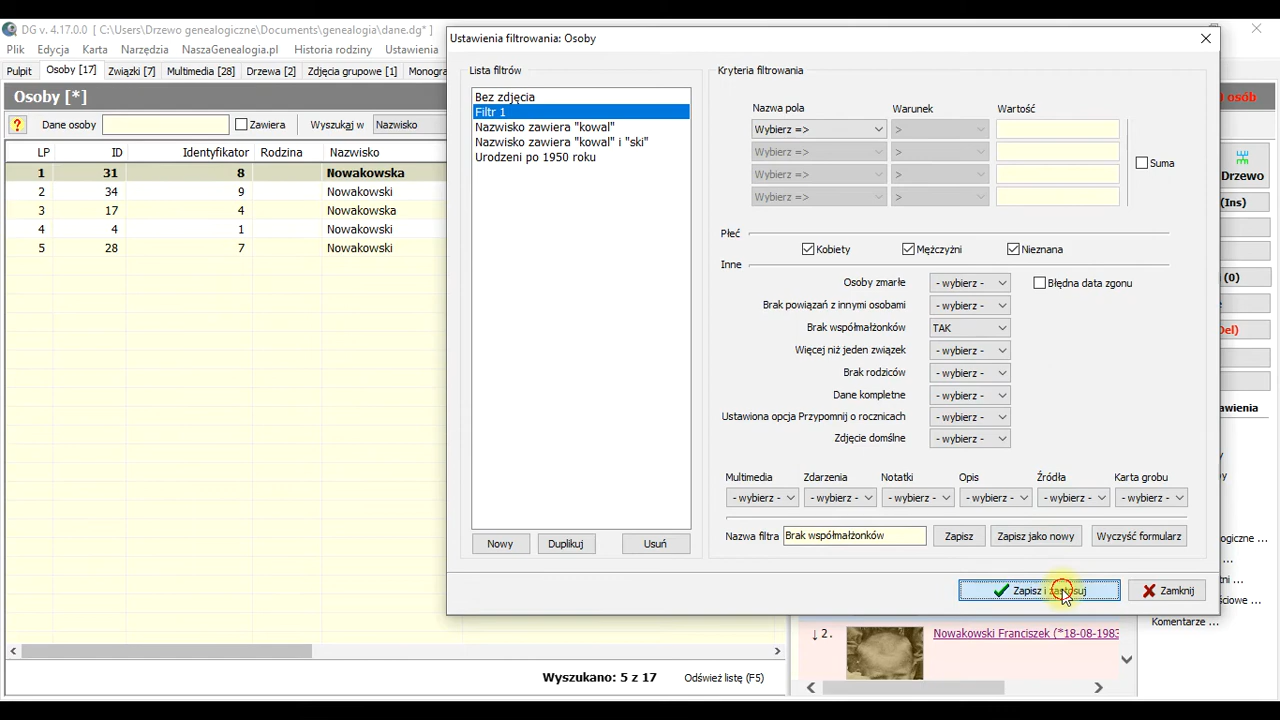 DG v. 4.17.0.0 [ C:\Users\Drzewo genealogiczne\Documents\genealogia\dane.dg* ]
Plik Edycja Karta Narzędzia NaszaGenealogia.pl Historia rodziny Ustawienia
Pulpit Osoby [17] Związki [7] Multimedia [28] Drzewa [2] Zdjęcia grupowe [1] Monogra
Osoby [*]
? Dane osoby Zawiera Wyszukaj w Nazwisko
LP ID Identyfikator Rodzina Nazwisko
1 31 8 Nowakowska
2 34 9 Nowakowski
3 17 4 Nowakowska
4 4 1 Nowakowski
5 28 7 Nowakowski
Wyszukano: 5 z 17 Odśwież listę (F5)
Ustawienia filtrowania: Osoby
Lista filtrów
Bez zdjęcia
Filtr 1
Nazwisko zawiera "kowal"
Nazwisko zawiera "kowal" i "ski"
Urodzeni po 1950 roku
Nowy Duplikuj Usuń
Kryteria filtrowania
Nazwa pola Warunek Wartość
Wybierz => >
Wybierz => >
Wybierz => >
Wybierz => >
Suma
Płeć
Kobiety Mężczyźni Nieznana
Inne
Osoby zmarłe - wybierz - Błędna data zgonu
Brak powiązań z innymi osobami - wybierz -
Brak współmałżonków TAK
Więcej niż jeden związek - wybierz -
Brak rodziców - wybierz -
Dane kompletne - wybierz -
Ustawiona opcja Przypomnij o rocznicach - wybierz -
Zdjęcie domślne - wybierz -
Multimedia Zdarzenia Notatki Opis Źródła Karta grobu
- wybierz - - wybierz - - wybierz - - wybierz - - wybierz - - wybierz -
Nazwa filtra Brak współmałżonków Zapisz Zapisz jako nowy Wyczyść formularz
Zapisz i zastosuj Zamknij
osób
Drzewo
(Ins)
(0)
e
Del)
awienia
y
tni ...
ściowe ...
Komentarze ...
2. Nowakowski Franciszek (*18-08-1983